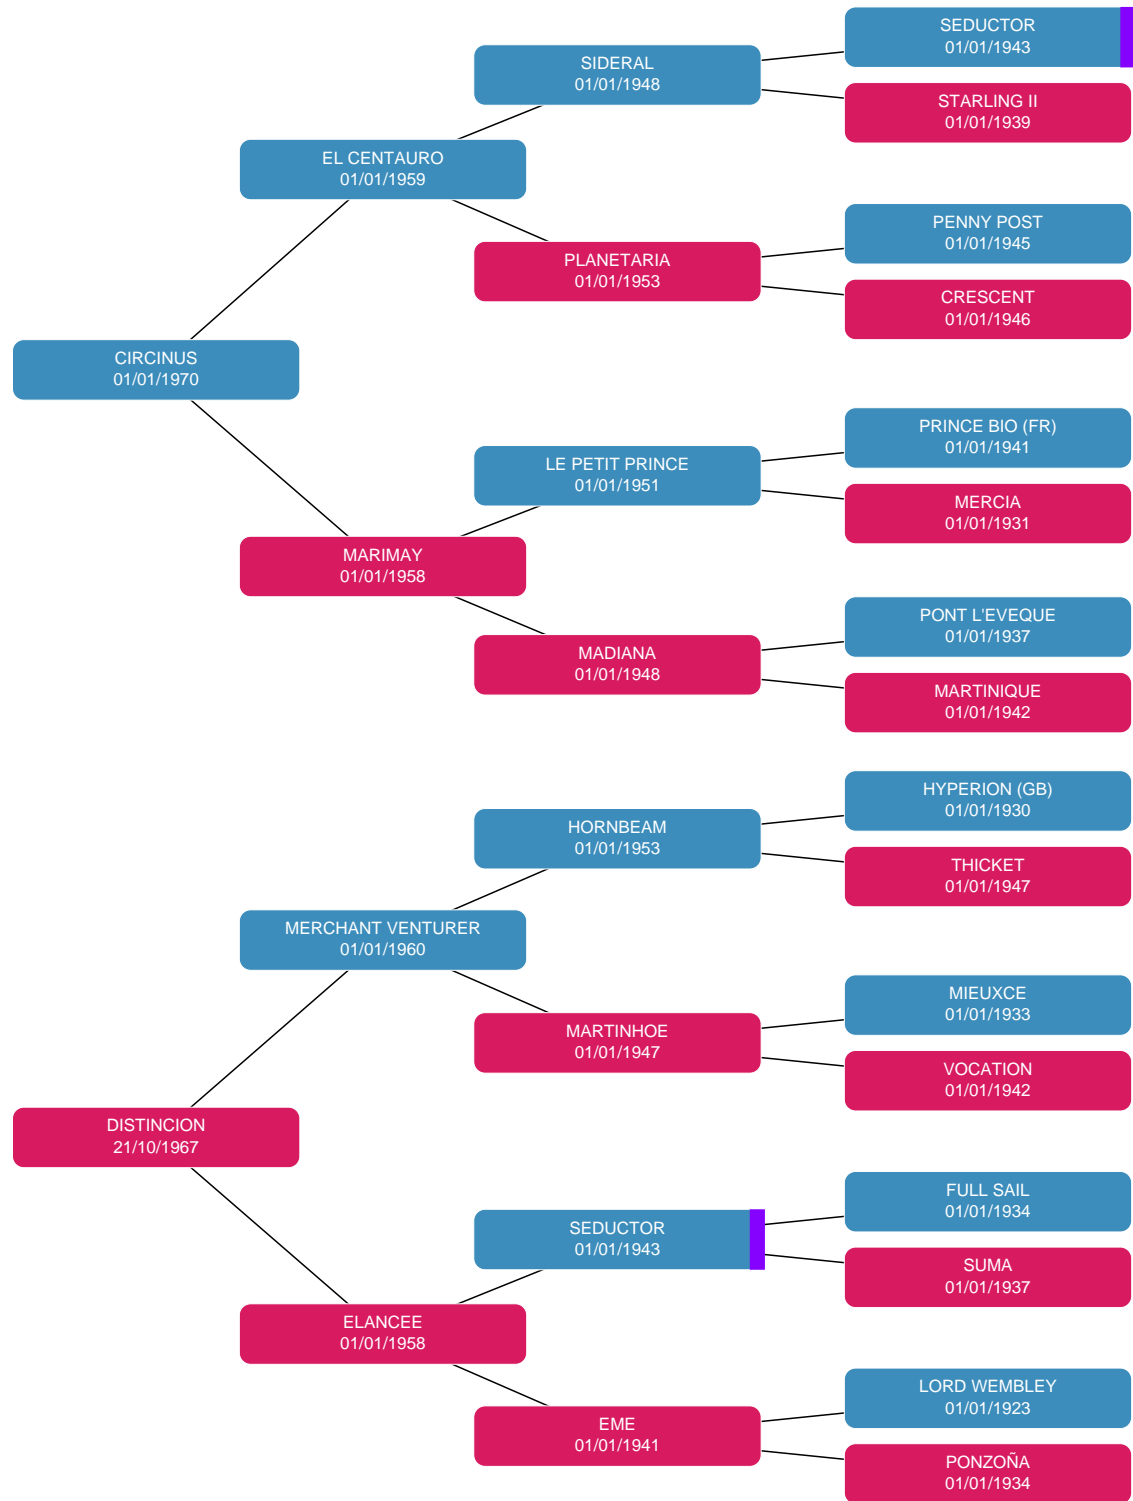 SEDUCTOR
01/01/1943
SIDERAL
01/01/1948
STARLING II
01/01/1939
EL CENTAURO
01/01/1959
PENNY POST
01/01/1945
PLANETARIA
01/01/1953
CRESCENT
01/01/1946
CIRCINUS
01/01/1970
PRINCE BIO (FR)
01/01/1941
LE PETIT PRINCE
01/01/1951
MERCIA
01/01/1931
MARIMAY
01/01/1958
PONT L'EVEQUE
01/01/1937
MADIANA
01/01/1948
MARTINIQUE
01/01/1942
HYPERION (GB)
01/01/1930
HORNBEAM
01/01/1953
THICKET
01/01/1947
MERCHANT VENTURER
01/01/1960
MIEUXCE
01/01/1933
MARTINHOE
01/01/1947
VOCATION
01/01/1942
DISTINCION
21/10/1967
FULL SAIL
01/01/1934
SEDUCTOR
01/01/1943
SUMA
01/01/1937
ELANCEE
01/01/1958
LORD WEMBLEY
01/01/1923
EME
01/01/1941
PONZOÑA
01/01/1934